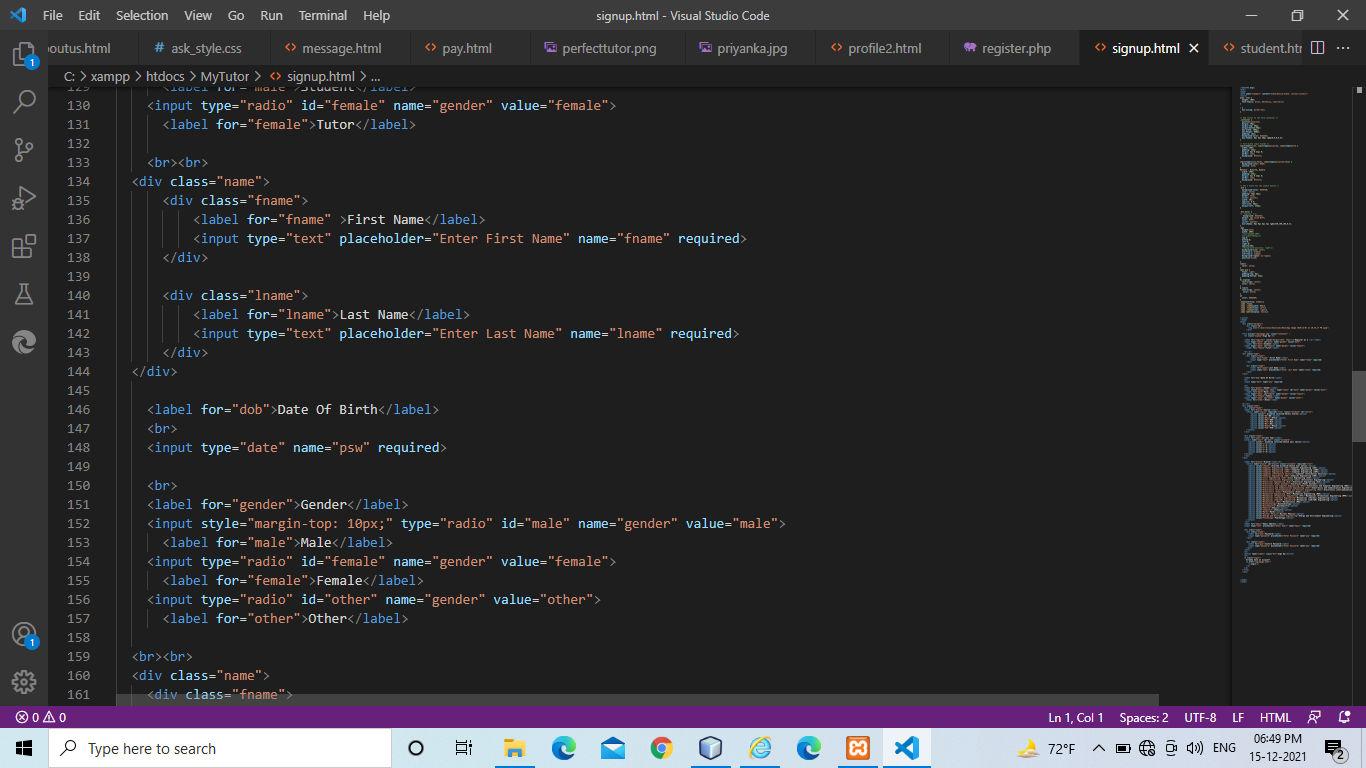 File Edit Selection View Go Run Terminal Help signup.html - Visual Studio Code
outus.html # ask_style.css <> message.html <> pay.html perfecttutor.png priyanka.jpg <> profile2.html register.php <> signup.html × <> student.htm ···
C: > xampp > htdocs > MyTutor > <> signup.html > ...
129 <label for="male">Student</label>
130 <input type="radio" id="female" name="gender" value="female">
131 <label for="female">Tutor</label>
132
133 <br><br>
134 <div class="name">
135 <div class="fname">
136 <label for="fname" >First Name</label>
137 <input type="text" placeholder="Enter First Name" name="fname" required>
138 </div>
139
140 <div class="lname">
141 <label for="lname">Last Name</label>
142 <input type="text" placeholder="Enter Last Name" name="lname" required>
143 </div>
144 </div>
145
146 <label for="dob">Date Of Birth</label>
147 <br>
148 <input type="date" name="psw" required>
149
150 <br>
151 <label for="gender">Gender</label>
152 <input style="margin-top: 10px;" type="radio" id="male" name="gender" value="male">
153 <label for="male">Male</label>
154 <input type="radio" id="female" name="gender" value="female">
155 <label for="female">Female</label>
156 <input type="radio" id="other" name="gender" value="other">
157 <label for="other">Other</label>
158
159 <br><br>
160 <div class="name">
161 <div class="fname">
1
1
0 0 Ln 1, Col 1 Spaces: 2 UTF-8 LF HTML
Type here to search 72°F ENG 06:49 PM
15-12-2021 2